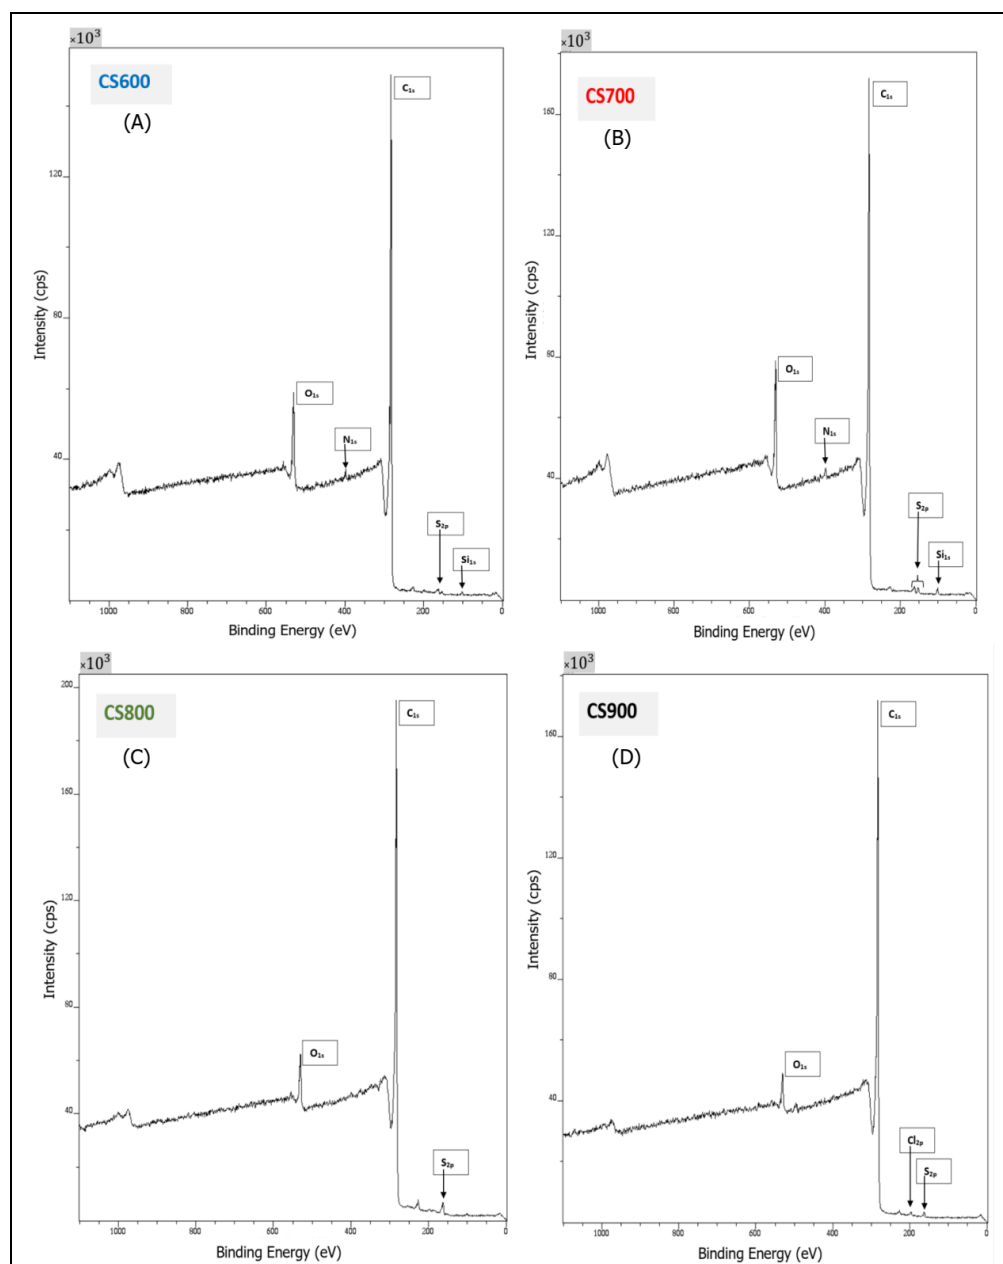 ×10³
CS600
(A)
C₁ₛ
120
80
40
O₁ₛ
N₁ₛ
S₂ₚ
Si₁ₛ
Intensity (cps)
1000 800 600 400 200 0
Binding Energy (eV)
×10³
CS700
(B)
C₁ₛ
160
120
80
40
O₁ₛ
N₁ₛ
S₂ₚ
Si₁ₛ
Intensity (cps)
1000 800 600 400 200 0
Binding Energy (eV)
×10³
200
CS800
(C)
C₁ₛ
160
120
80
40
O₁ₛ
S₂ₚ
Intensity (cps)
1000 800 600 400 200 0
Binding Energy (eV)
×10³
CS900
(D)
C₁ₛ
160
120
80
40
O₁ₛ
Cl₂ₚ
S₂ₚ
Intensity (cps)
1000 800 600 400 200 0
Binding Energy (eV)